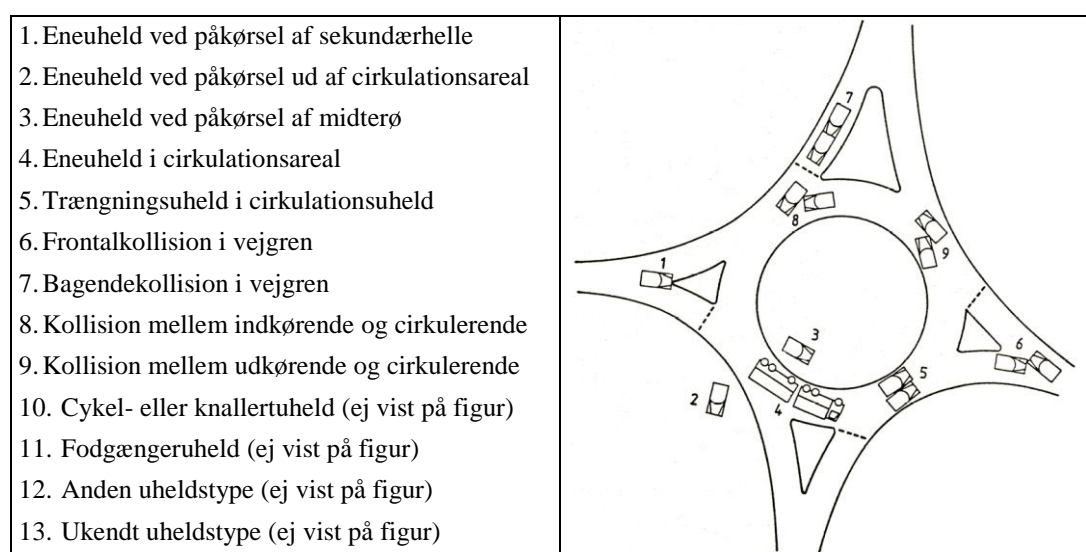 1. Eneuheld ved påkørsel af sekundærhelle
2. Eneuheld ved påkørsel ud af cirkulationsareal
3. Eneuheld ved påkørsel af midterø
4. Eneuheld i cirkulationsareal
5. Trængningsuheld i cirkulationsuheld
6. Frontalkollision i vejgren
7. Bagendekollision i vejgren
8. Kollision mellem indkørende og cirkulerende
9. Kollision mellem udkørende og cirkulerende
10. Cykel- eller knallertuheld (ej vist på figur)
11. Fodgængeruheld (ej vist på figur)
12. Anden uheldstype (ej vist på figur)
13. Ukendt uheldstype (ej vist på figur)
7
8
9
1
3
6
5
2
4